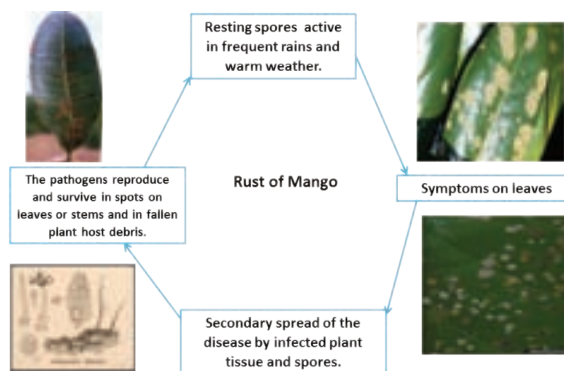 Resting spores active
in frequent rains and
warm weather.
The pathogens reproduce
and survive in spots on
leaves or stems and in fallen
plant host debris.
Rust of Mango
Symptoms on leaves
Secondary spread of the
disease by infected plant
tissue and spores.